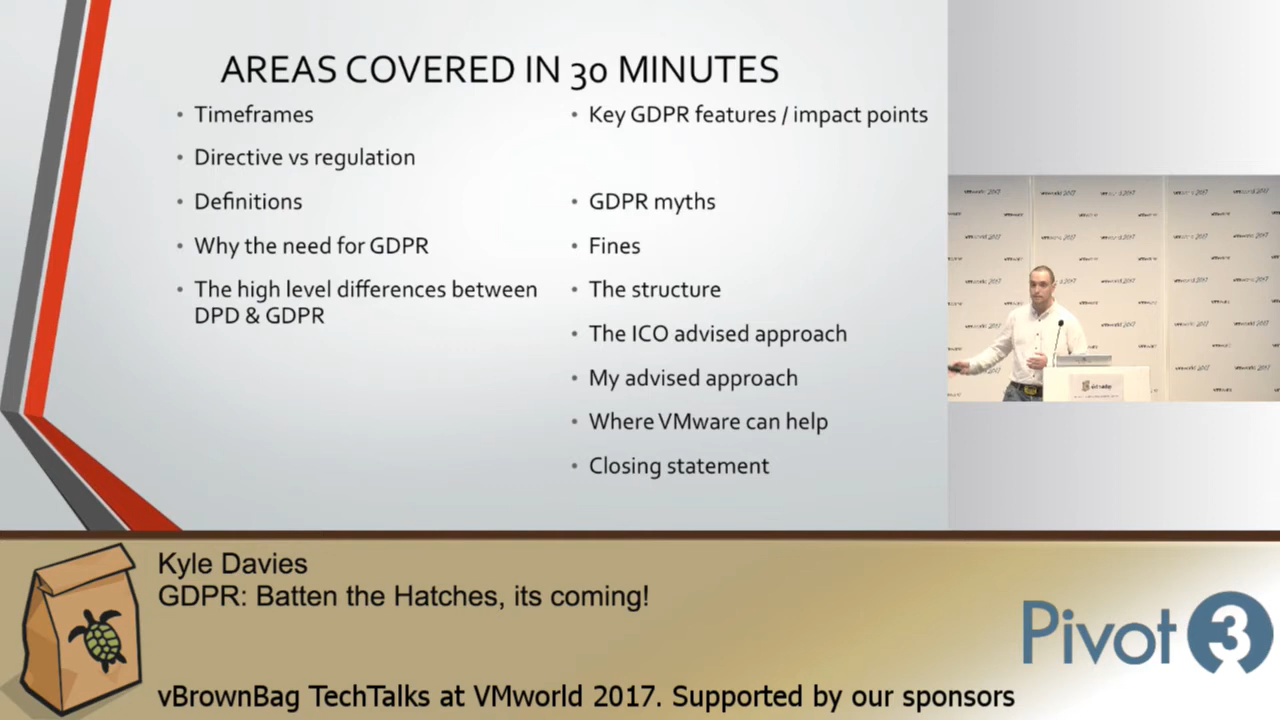 AREAS COVERED IN 30 MINUTES
• Timeframes
• Directive vs regulation
• Definitions
• Why the need for GDPR
• The high level differences between
DPD & GDPR
• Key GDPR features / impact points
• GDPR myths
• Fines
• The structure
• The ICO advised approach
• My advised approach
• Where VMware can help
• Closing statement
Kyle Davies
GDPR: Batten the Hatches, its coming!
Pivot 3
vBrownBag TechTalks at VMworld 2017. Supported by our sponsors